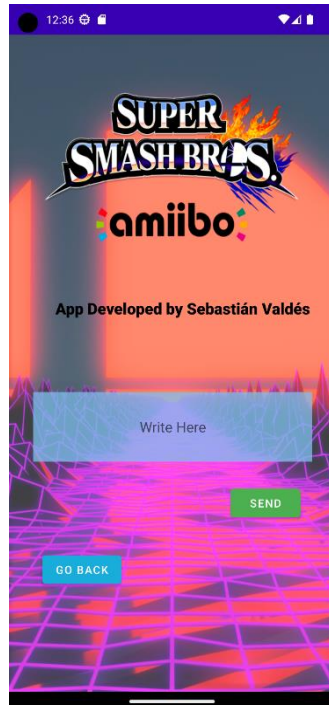 12:36
SUPER
SMASH BROS.
amiibo
App Developed by Sebastián Valdés
Write Here
SEND
GO BACK